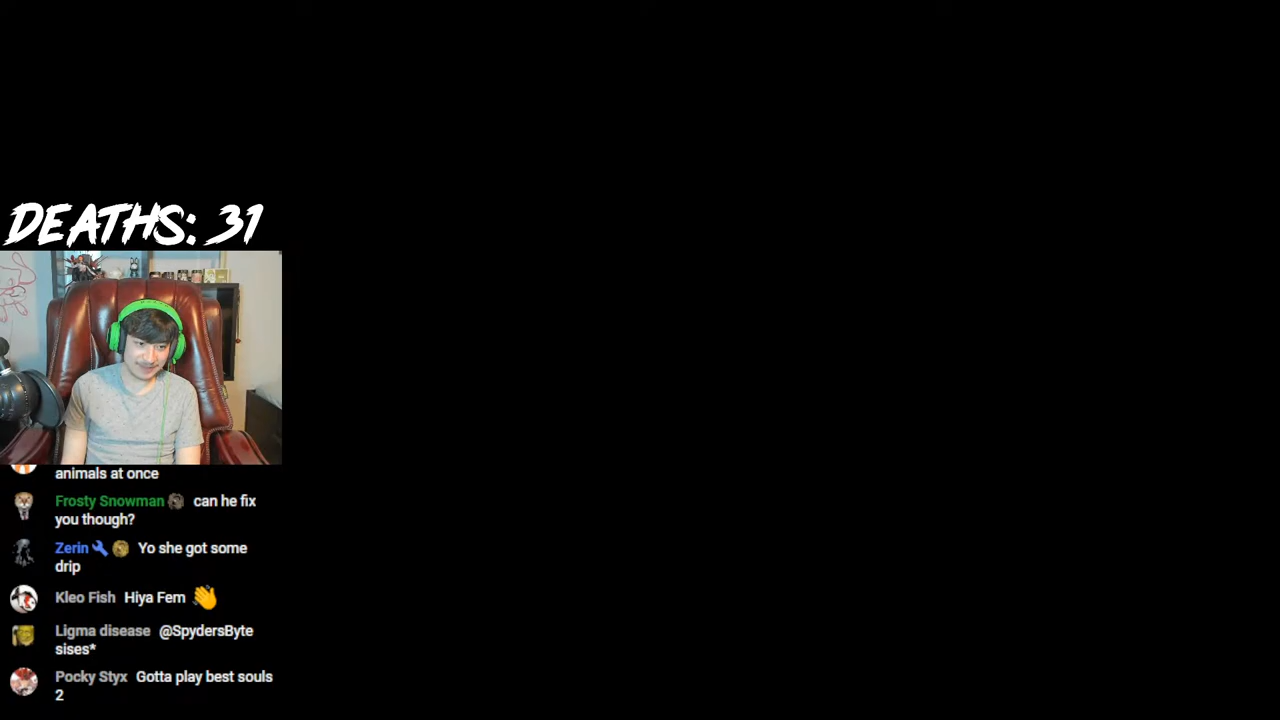 DEATHS: 31
animals at once
Frosty Snowman can he fix
you though?
Zerin Yo she got some
drip
Kleo Fish Hiya Fem 👋
Ligma disease @SpydersByte
sises*
Pocky Styx Gotta play best souls
2